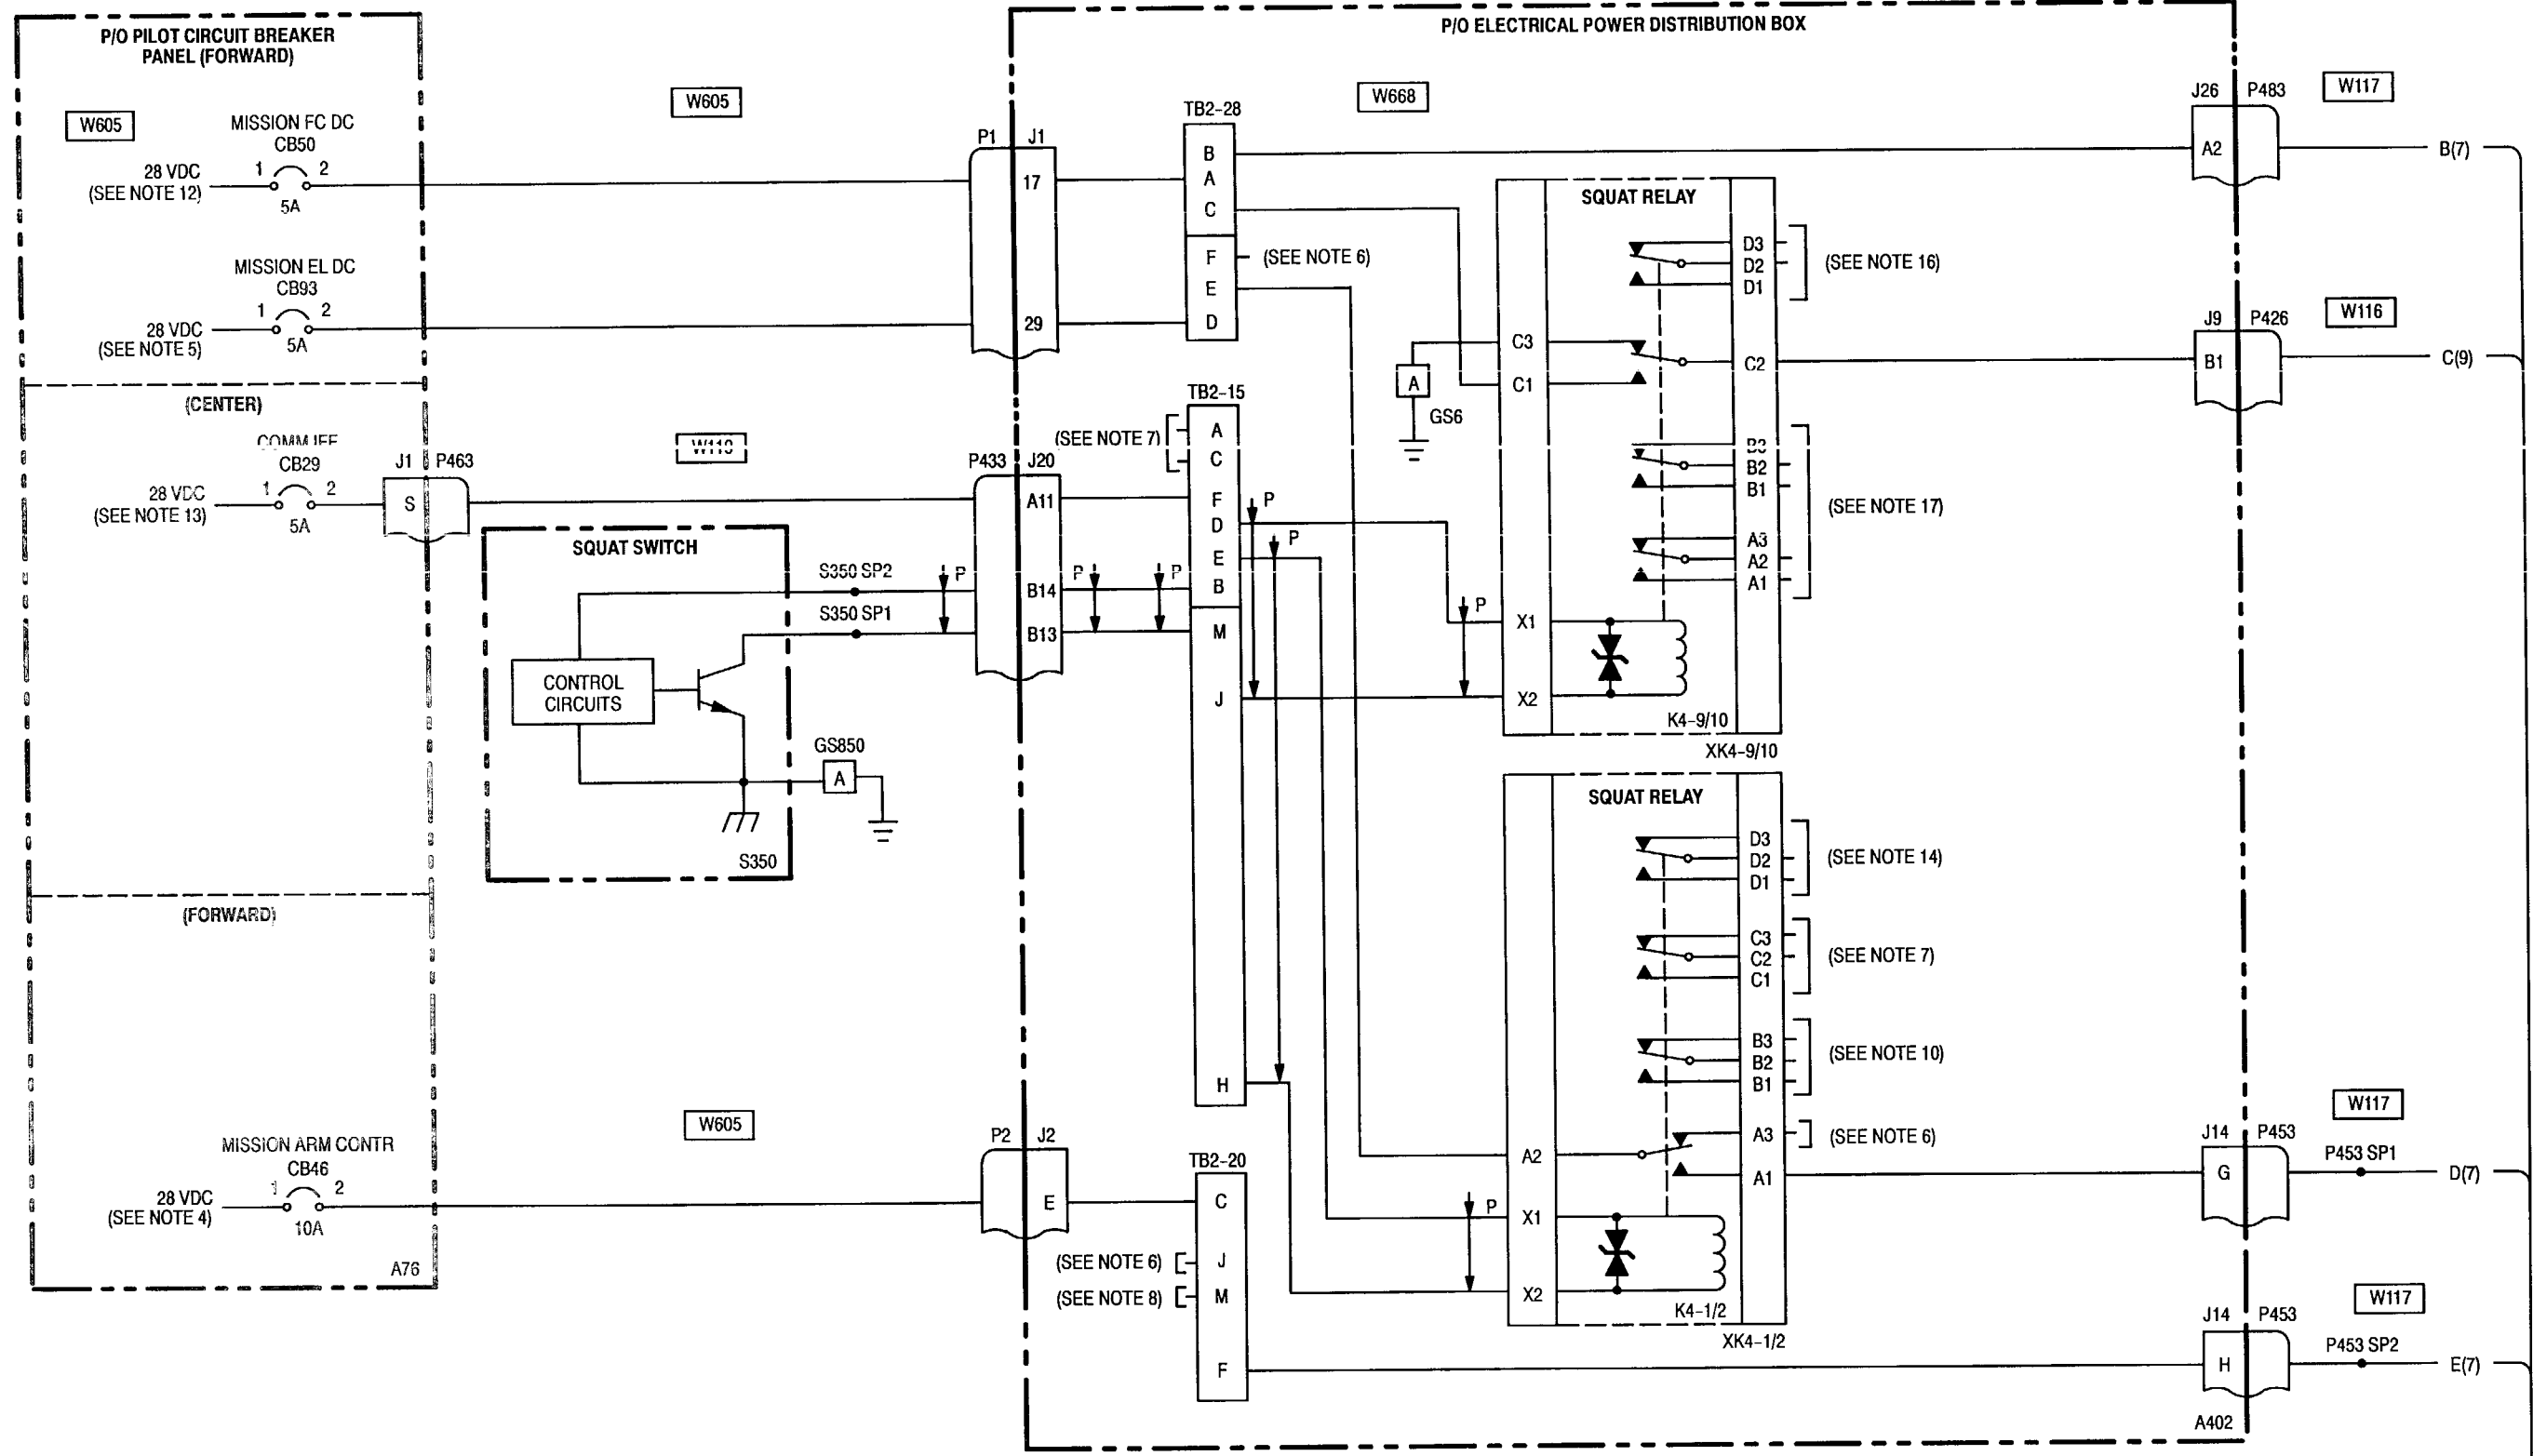 P/O PILOT CIRCUIT BREAKER
PANEL (FORWARD)
W605
MISSION FC DC
CB50
1 2
28 VDC
(SEE NOTE 12)
5A
MISSION EL DC
CB93
1 2
28 VDC
(SEE NOTE 5)
5A
(CENTER)
COMM IFF
CB29
1 2
28 VDC
(SEE NOTE 13)
5A
J1 P463
S
(FORWARD)
MISSION ARM CONTR
CB46
1 2
28 VDC
(SEE NOTE 4)
10A
A76
W605
P1 J1
17
29
P433 J20
A11
B14
B13
SQUAT SWITCH
S350 SP2
P
S350 SP1
CONTROL
CIRCUITS
GS850
A
S350
W605
P2 J2
E
P/O ELECTRICAL POWER DISTRIBUTION BOX
W668
TB2-28
B
A
C
F (SEE NOTE 6)
E
D
TB2-15
(SEE NOTE 7)
A
C
F
D
E
B
M
J
H
P
P
P
P
P
P
TB2-20
C
(SEE NOTE 6) J
(SEE NOTE 8) M
F
A
GS6
SQUAT RELAY
C3
C1
X1
X2
D3
D2
D1
(SEE NOTE 16)
C2
B3
B2
B1
(SEE NOTE 17)
A3
A2
A1
K4-9/10
XK4-9/10
SQUAT RELAY
A2
X1
X2
D3
D2
D1
(SEE NOTE 14)
C3
C2
C1
(SEE NOTE 7)
B3
B2
B1
(SEE NOTE 10)
A3
(SEE NOTE 6)
A1
K4-1/2
XK4-1/2
J26 P483
A2
W117
B(7)
J9 P426
B1
W116
C(9)
J14 P453
G
W117
P453 SP1
D(7)
J14 P453
H
W117
P453 SP2
E(7)
A402